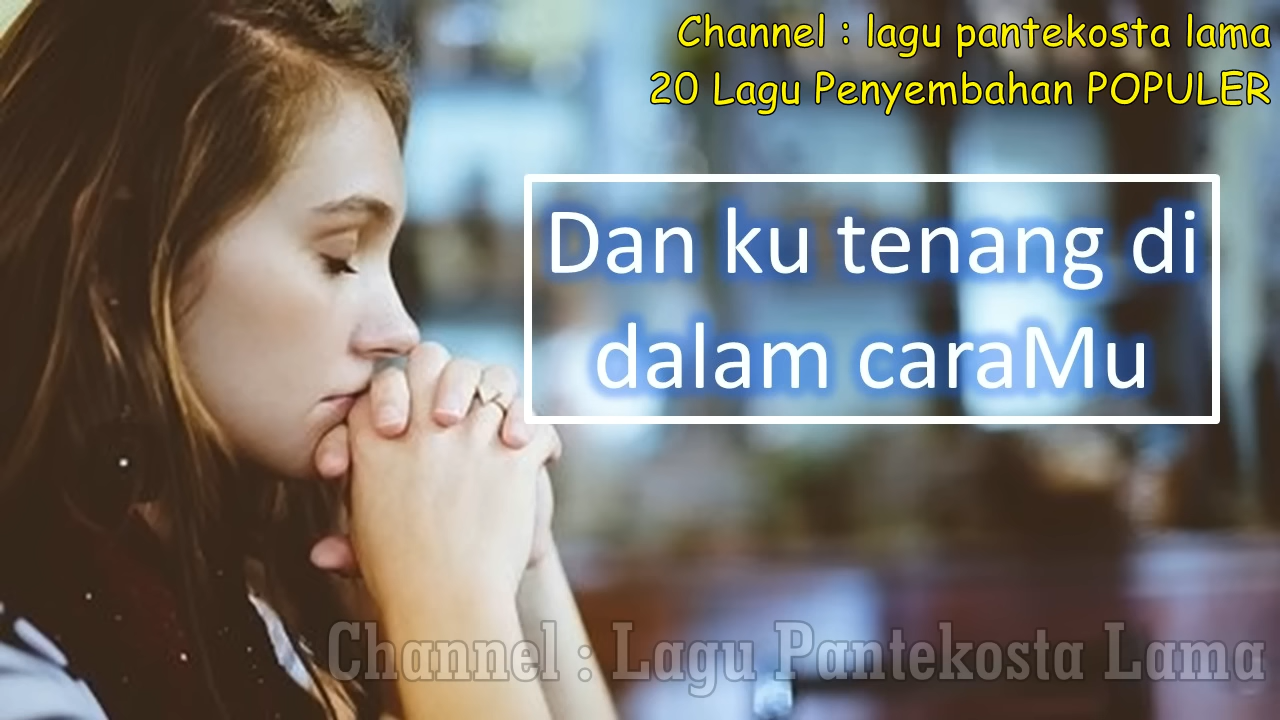 Channel : lagu pantekosta lama
20 Lagu Penyembahan POPULER
Dan ku tenang di
dalam caraMu
Channel : Lagu Pantekosta Lama